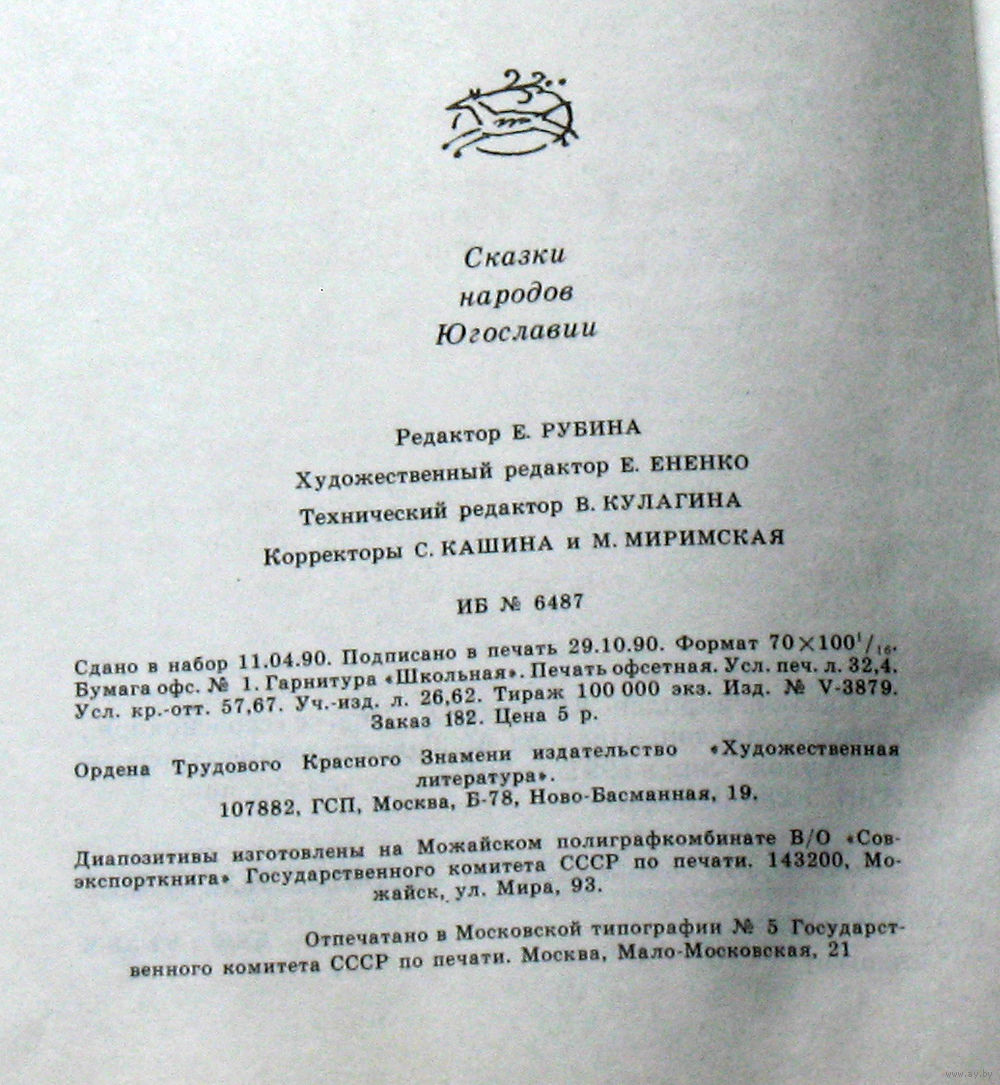 Сказки
народов
Югославии
Редактор Е. РУБИНА
Художественный редактор Е. ЕНЕНКО
Технический редактор В. КУЛАГИНА
Корректоры С. КАШИНА и М. МИРИМСКАЯ
ИБ № 6487
Сдано в набор 11.04.90. Подписано в печать 29.10.90. Формат 70×100¹/₁₆.
Бумага офс. № 1. Гарнитура «Школьная». Печать офсетная. Усл. печ. л. 32,4.
Усл. кр.-отт. 57,67. Уч.-изд. л. 26,62. Тираж 100 000 экз. Изд. № V-3879.
Заказ 182. Цена 5 р.
Ордена Трудового Красного Знамени издательство «Художественная
литература».
107882, ГСП, Москва, Б-78, Ново-Басманная, 19.
Диапозитивы изготовлены на Можайском полиграфкомбинате В/О «Сов-
экспорткнига» Государственного комитета СССР по печати. 143200, Мо-
жайск, ул. Мира, 93.
Отпечатано в Московской типографии № 5 Государст-
венного комитета СССР по печати. Москва, Мало-Московская, 21
www.ay.by